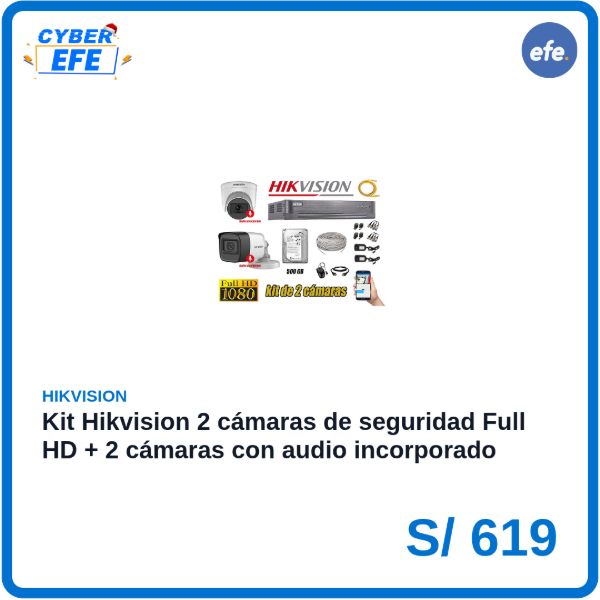 CYBER
EFE
efe.
HIKVISION
500 GB
Full HD
1080
kit de 2 cámaras
HIKVISION
Kit Hikvision 2 cámaras de seguridad Full
HD + 2 cámaras con audio incorporado
S/ 619